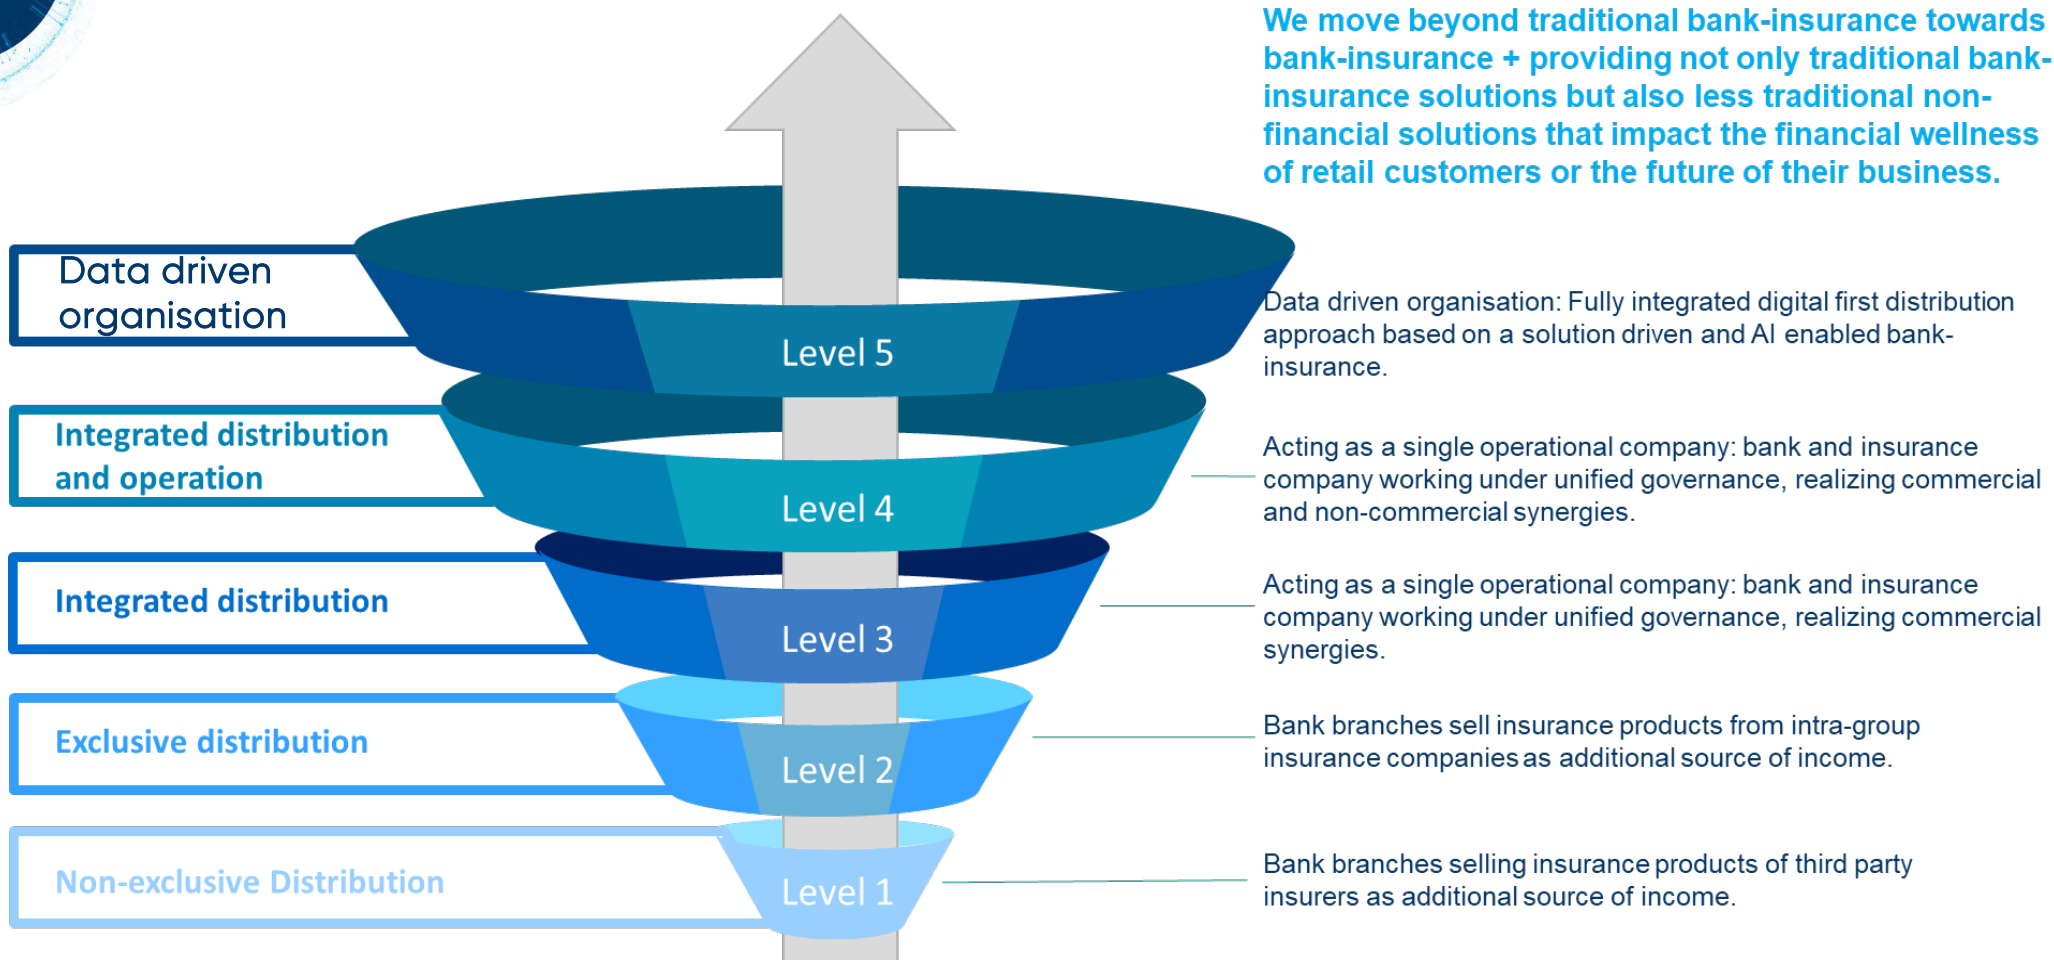 We move beyond traditional bank-insurance towards
bank-insurance + providing not only traditional bank-
insurance solutions but also less traditional non-
financial solutions that impact the financial wellness
of retail customers or the future of their business.
Data driven
organisation
Level 5
Data driven organisation: Fully integrated digital first distribution
approach based on a solution driven and AI enabled bank-
insurance.
Integrated distribution
and operation
Level 4
Acting as a single operational company: bank and insurance
company working under unified governance, realizing commercial
and non-commercial synergies.
Integrated distribution
Level 3
Acting as a single operational company: bank and insurance
company working under unified governance, realizing commercial
synergies.
Exclusive distribution
Level 2
Bank branches sell insurance products from intra-group
insurance companies as additional source of income.
Non-exclusive Distribution
Level 1
Bank branches selling insurance products of third party
insurers as additional source of income.